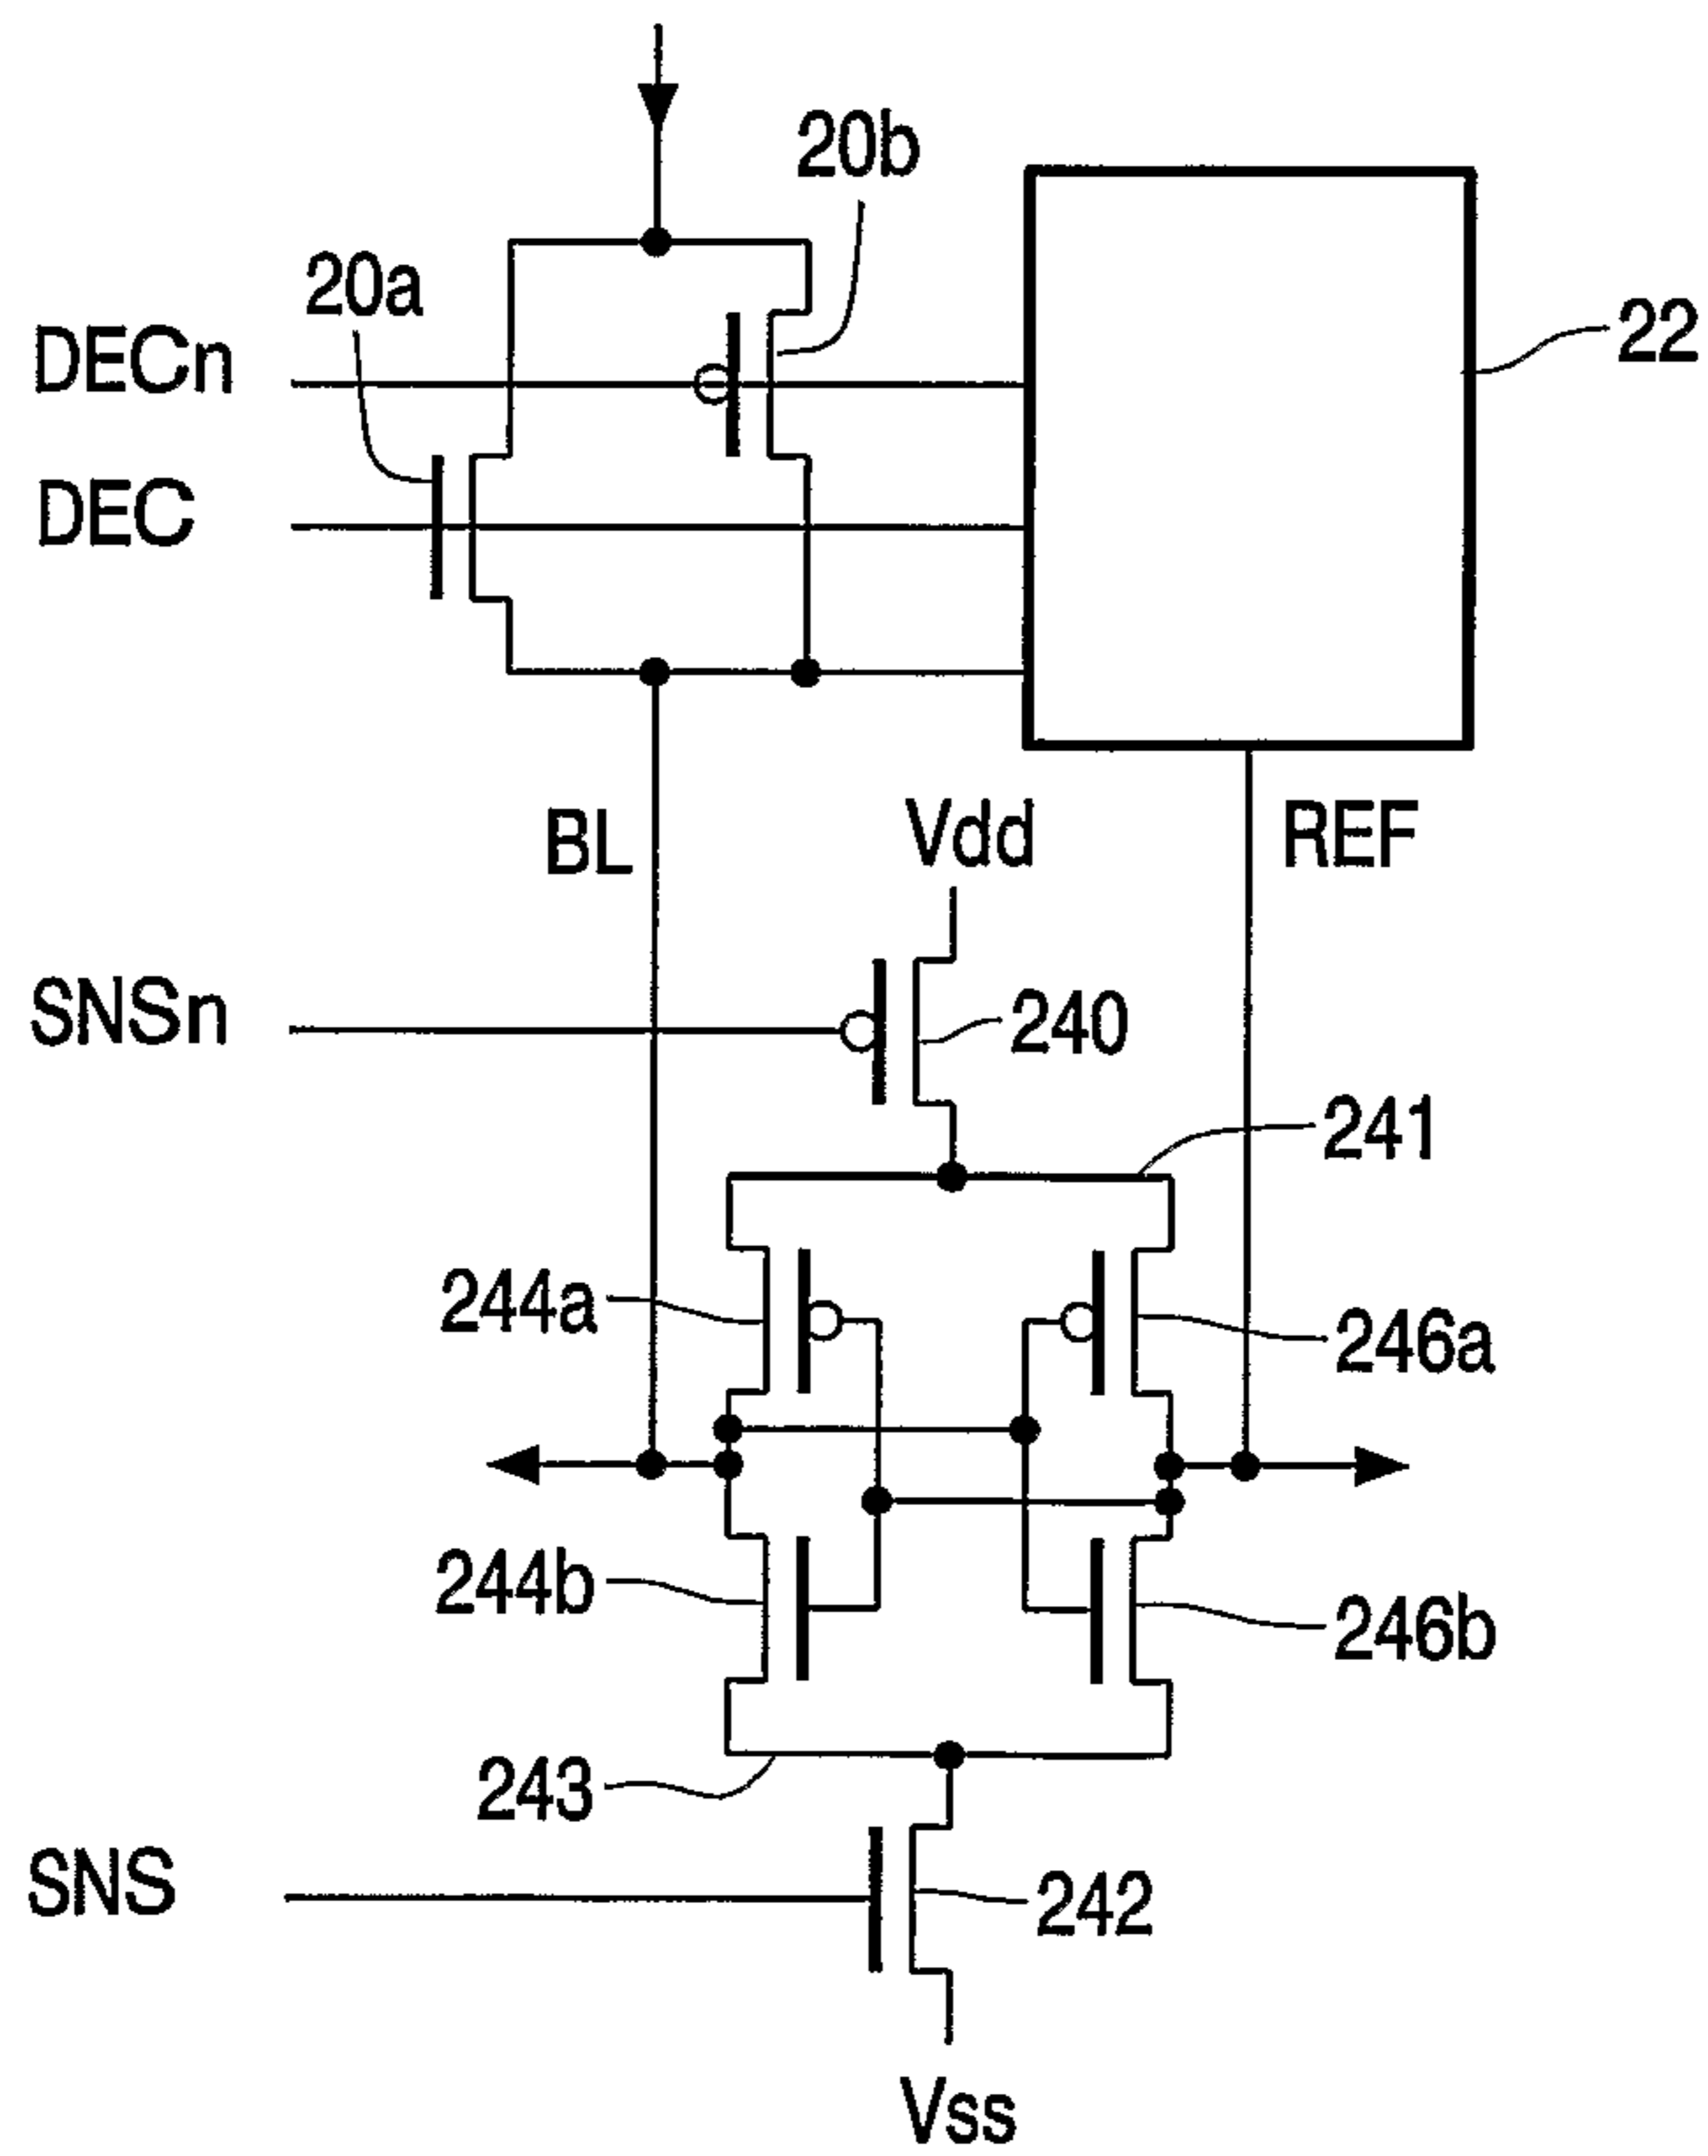 20b
20a
22
DECn
DEC
BL
Vdd
REF
SNSn
240
241
244a
246a
244b
246b
243
SNS
242
Vss